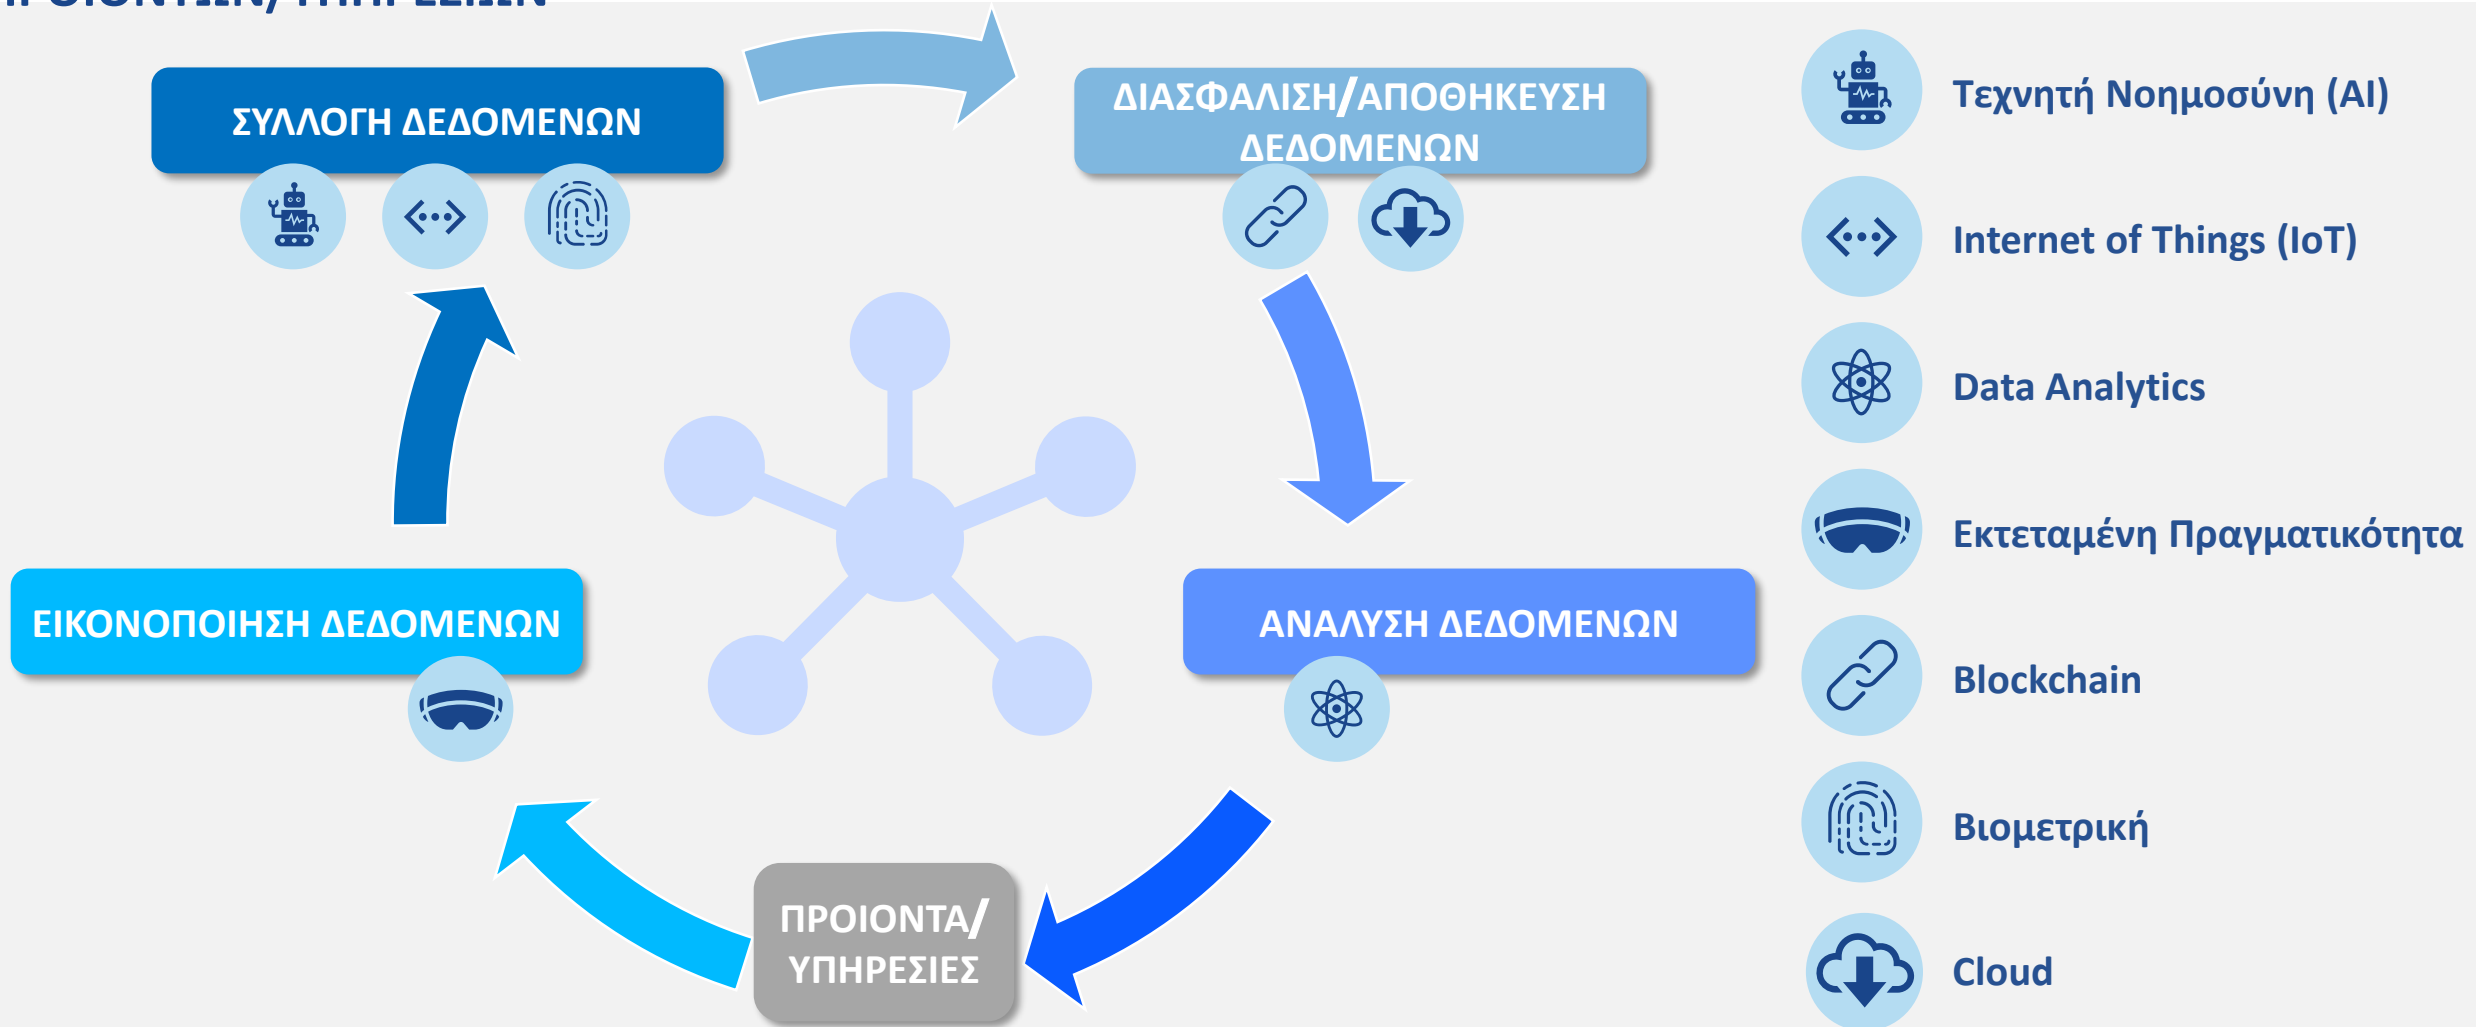 ΣΥΛΛΟΓΗ ΔΕΔΟΜΕΝΩΝ
ΔΙΑΣΦΑΛΙΣΗ/ΑΠΟΘΗΚΕΥΣΗ
ΔΕΔΟΜΕΝΩΝ
ΑΝΑΛΥΣΗ ΔΕΔΟΜΕΝΩΝ
ΠΡΟΙΟΝΤΑ/
ΥΠΗΡΕΣΙΕΣ
ΕΙΚΟΝΟΠΟΙΗΣΗ ΔΕΔΟΜΕΝΩΝ
Τεχνητή Νοημοσύνη (AI)
Internet of Things (IoT)
Data Analytics
Εκτεταμένη Πραγματικότητα
Blockchain
Βιομετρική
Cloud